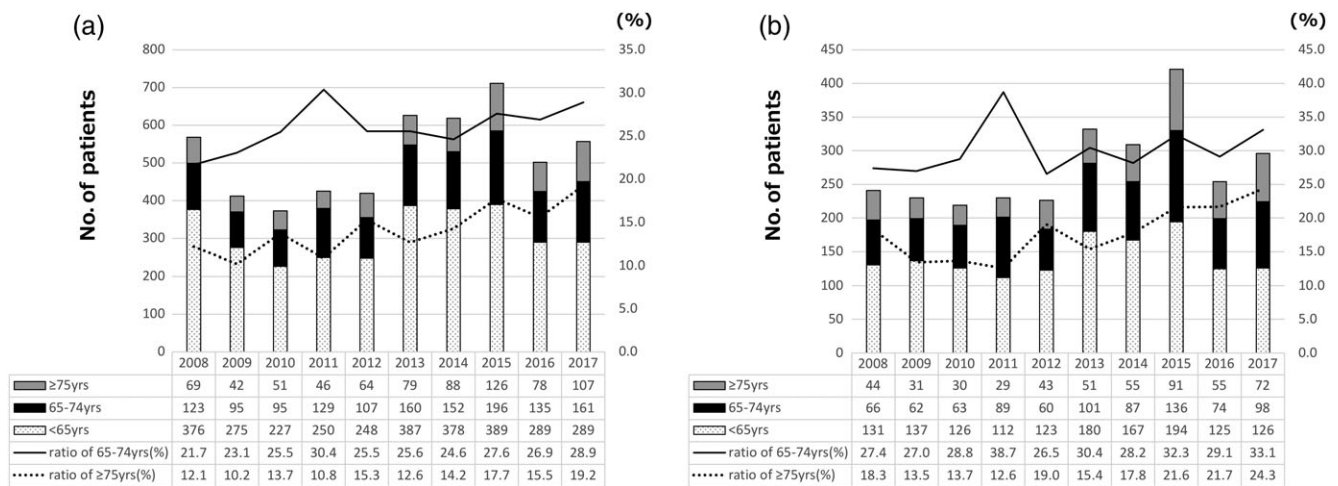 (a)
(%)
No. of patients
800
700
600
500
400
300
200
100
0
35.0
30.0
25.0
20.0
15.0
10.0
5.0
0.0
2008 2009 2010 2011 2012 2013 2014 2015 2016 2017
≥75yrs 69 42 51 46 64 79 88 126 78 107
65-74yrs 123 95 95 129 107 160 152 196 135 161
<65yrs 376 275 227 250 248 387 378 389 289 289
ratio of 65-74yrs(%) 21.7 23.1 25.5 30.4 25.5 25.6 24.6 27.6 26.9 28.9
ratio of ≥75yrs(%) 12.1 10.2 13.7 10.8 15.3 12.6 14.2 17.7 15.5 19.2
(b)
(%)
No. of patients
450
400
350
300
250
200
150
100
50
0
45.0
40.0
35.0
30.0
25.0
20.0
15.0
10.0
5.0
0.0
2008 2009 2010 2011 2012 2013 2014 2015 2016 2017
≥75yrs 44 31 30 29 43 51 55 91 55 72
65-74yrs 66 62 63 89 60 101 87 136 74 98
<65yrs 131 137 126 112 123 180 167 194 125 126
ratio of 65-74yrs(%) 27.4 27.0 28.8 38.7 26.5 30.4 28.2 32.3 29.1 33.1
ratio of ≥75yrs(%) 18.3 13.5 13.7 12.6 19.0 15.4 17.8 21.6 21.7 24.3